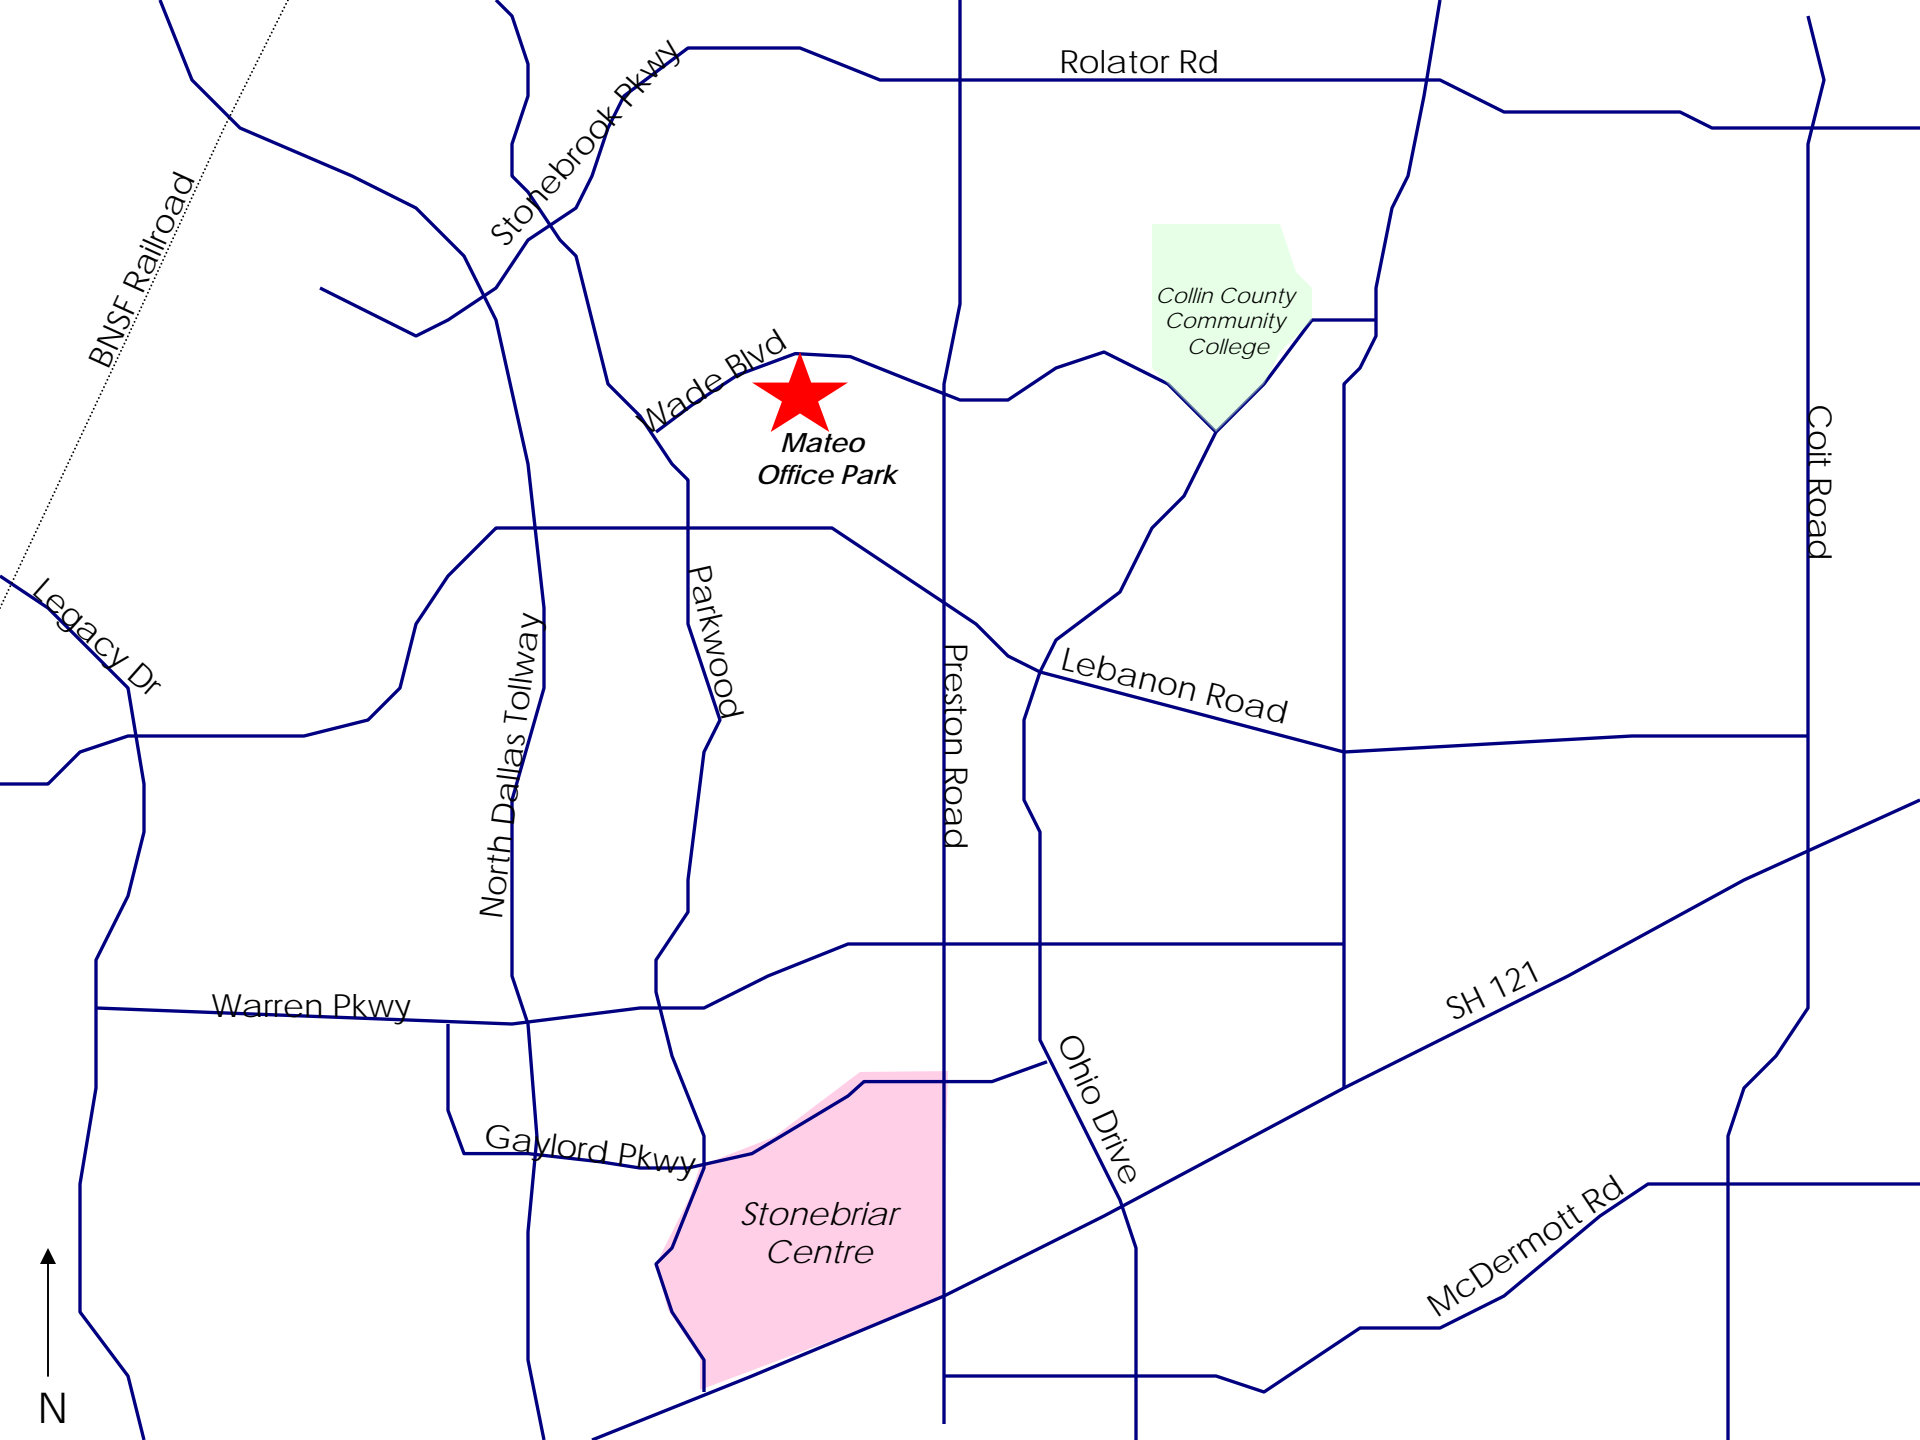 Rolator Rd
Stonebrook Pkwy
BNSF Railroad
Collin County
Community
College
Wade Blvd
Mateo
Office Park
Coit Road
Legacy Dr
Parkwood
North Dallas Tollway
Preston Road
Lebanon Road
SH 121
Warren Pkwy
Ohio Drive
Gaylord Pkwy
Stonebriar
Centre
McDermott Rd
N